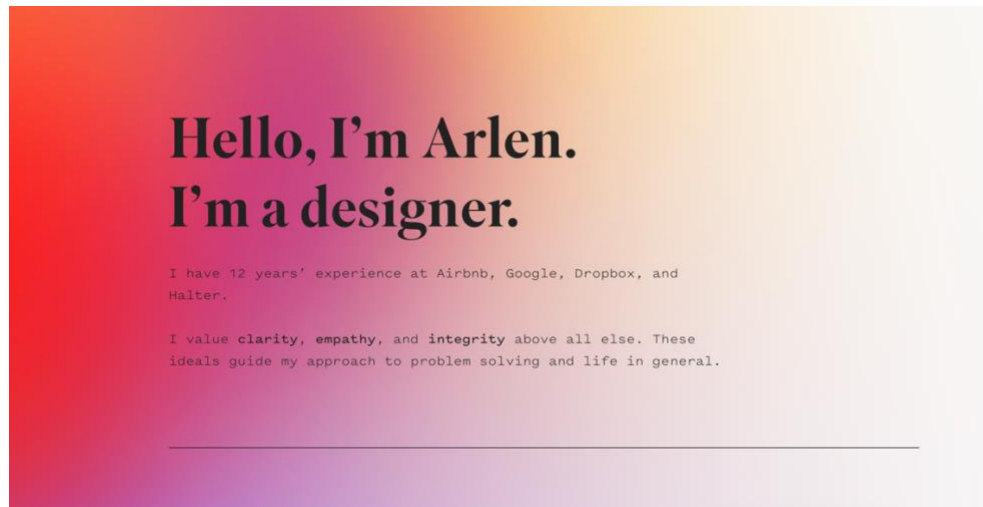 Hello, I’m Arlen.
I’m a designer.
I have 12 years’ experience at Airbnb, Google, Dropbox, and
Halter.
I value clarity, empathy, and integrity above all else. These
ideals guide my approach to problem solving and life in general.